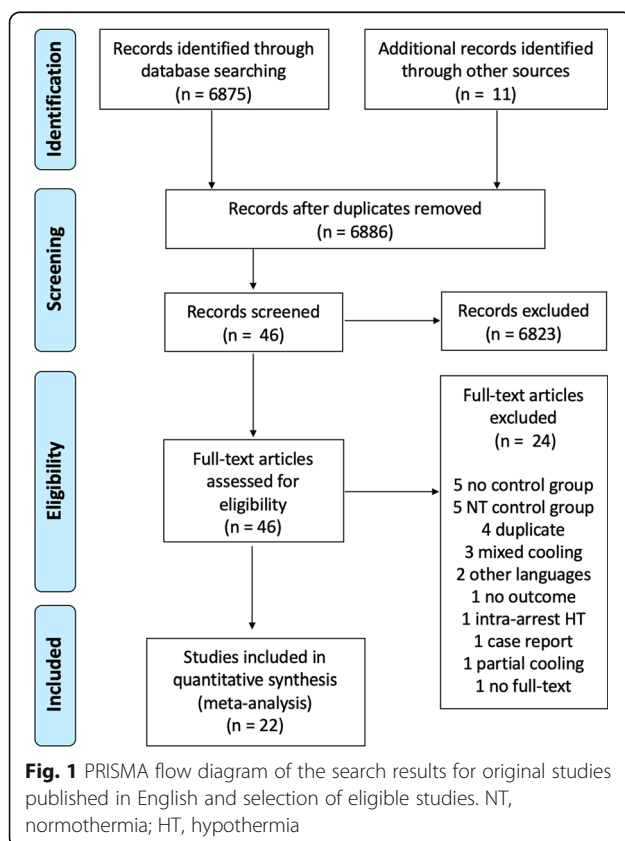 Identification
Records identified through
database searching
(n = 6875)
Additional records identified
through other sources
(n = 11)
Screening
Records after duplicates removed
(n = 6886)
Records screened
(n = 46)
Records excluded
(n = 6823)
Eligibility
Full-text articles
assessed for
eligibility
(n = 46)
Full-text articles
excluded
(n = 24)
5 no control group
5 NT control group
4 duplicate
3 mixed cooling
2 other languages
1 no outcome
1 intra-arrest HT
1 case report
1 partial cooling
1 no full-text
Included
Studies included in
quantitative synthesis
(meta-analysis)
(n = 22)
Fig. 1 PRISMA flow diagram of the search results for original studies
published in English and selection of eligible studies. NT,
normothermia; HT, hypothermia